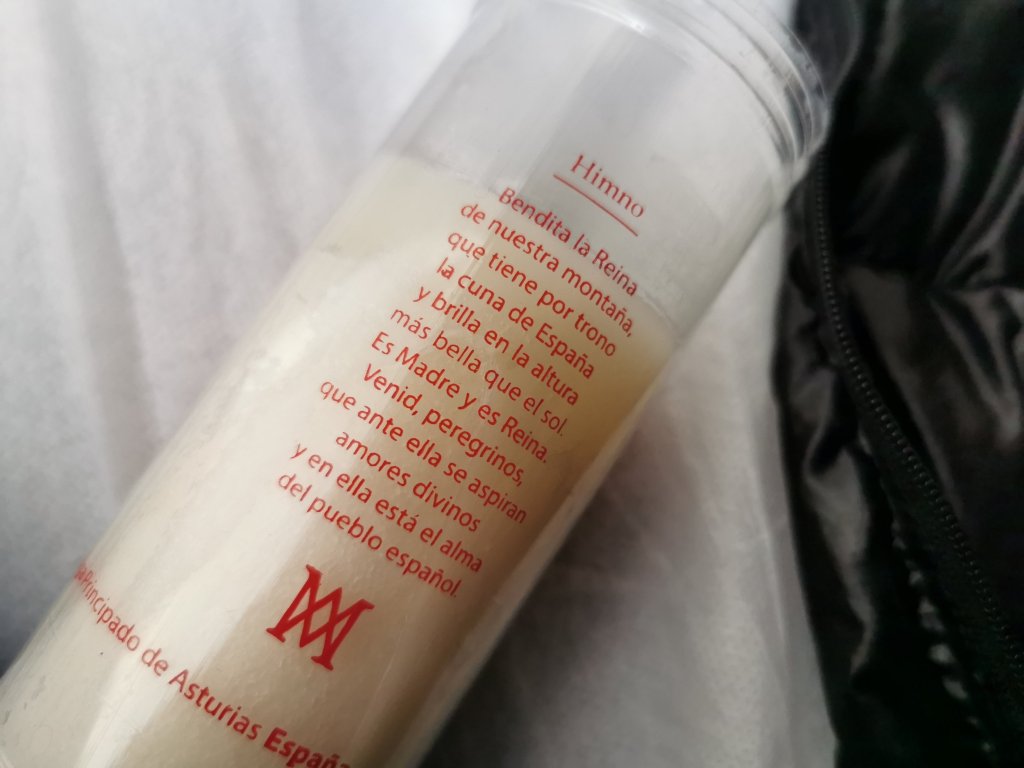 Himno
Bendita la Reina
de nuestra montaña,
que tiene por trono
la cuna de España
y brilla en la altura
más bella que el sol.
Es Madre y es Reina.
Venid, peregrinos,
que ante ella se aspiran
amores divinos
y en ella está el alma
del pueblo español.
Principado de Asturias España